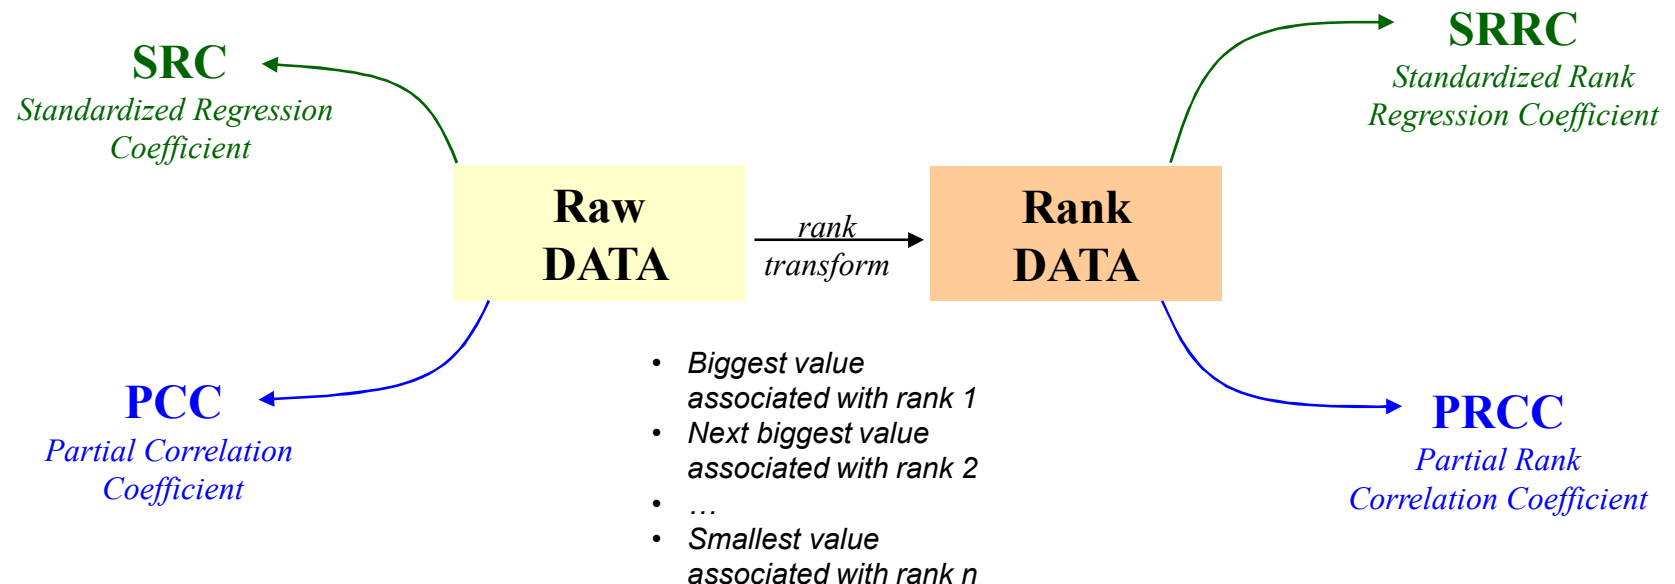 SRC
Standardized Regression
Coefficient
SRRC
Standardized Rank
Regression Coefficient
Raw
DATA
rank
transform
Rank
DATA
PCC
Partial Correlation
Coefficient
• Biggest value
associated with rank 1
• Next biggest value
associated with rank 2
• …
• Smallest value
associated with rank n
PRCC
Partial Rank
Correlation Coefficient